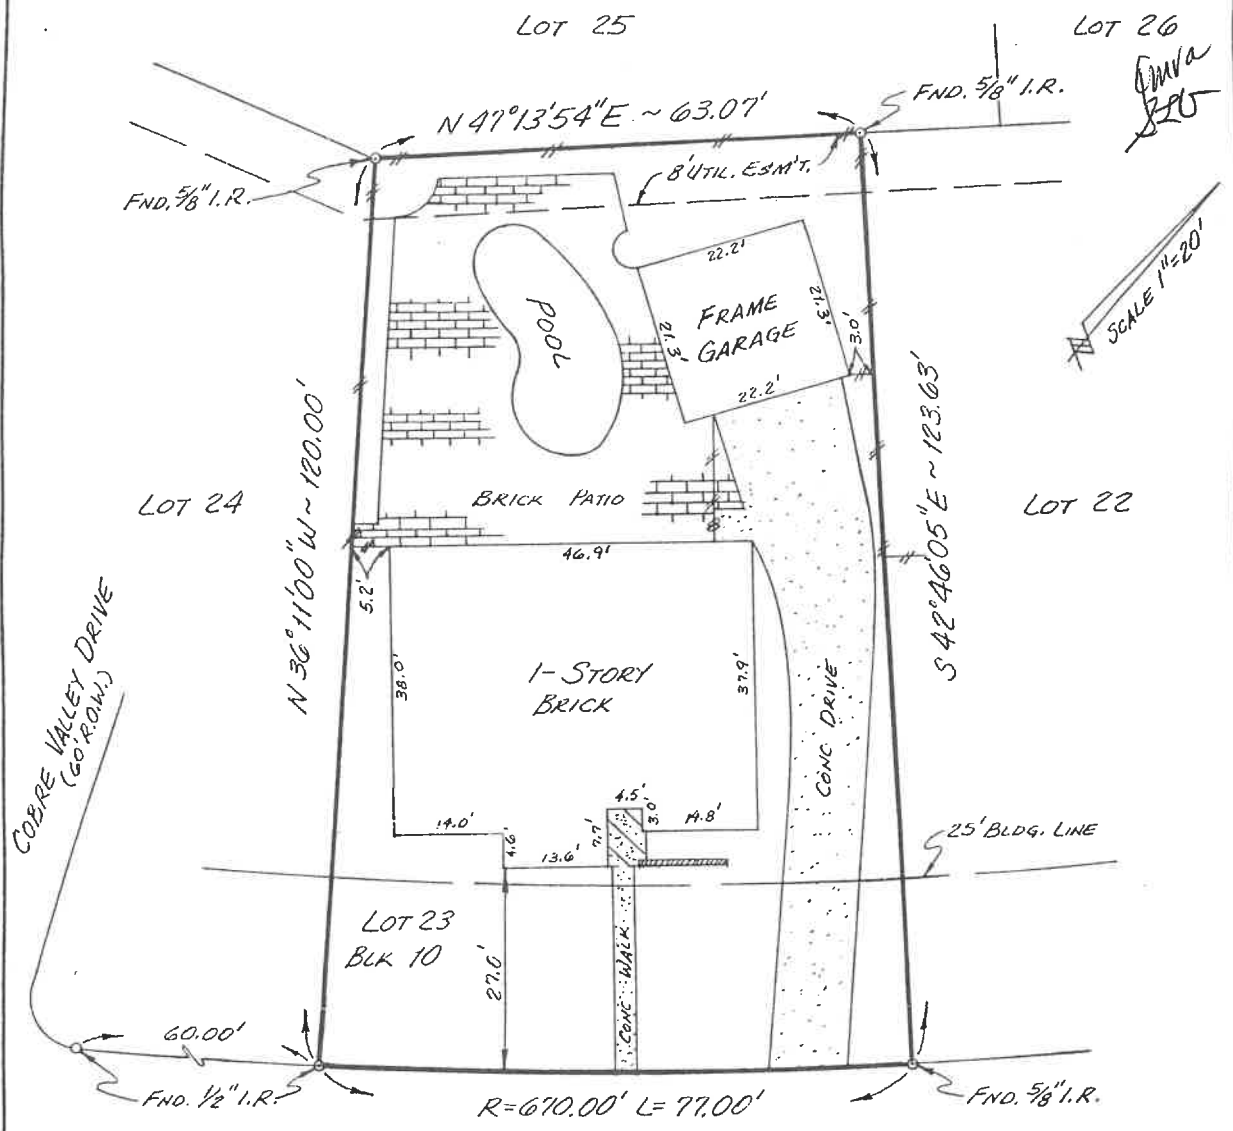 LOT 25
LOT 26
FND. 5/8" I.R.
N 47°13'54"E ~ 63.07'
8' UTIL. ESM'T.
FND. 5/8" I.R.
22.2'
SCALE 1"=20'
POOL
FRAME
GARAGE
21.3'
21.3'
3.0'
22.2'
N 36°11'00"W ~ 120.00'
S 42°46'05"E ~ 123.63'
LOT 24
BRICK PATIO
LOT 22
46.9'
5.2'
COBRE VALLEY DRIVE
(60' R.O.W.)
38.0'
1-STORY
BRICK
37.9'
CONC. DRIVE
4.5'
3.0'
14.0'
14.8'
4.6'
7.7'
13.6'
25' BLDG. LINE
LOT 23
BLK 10
27.0'
CONC. WALK
60.00'
FND. 1/2" I.R.
R=670.00' L=77.00'
FND. 5/8" I.R.